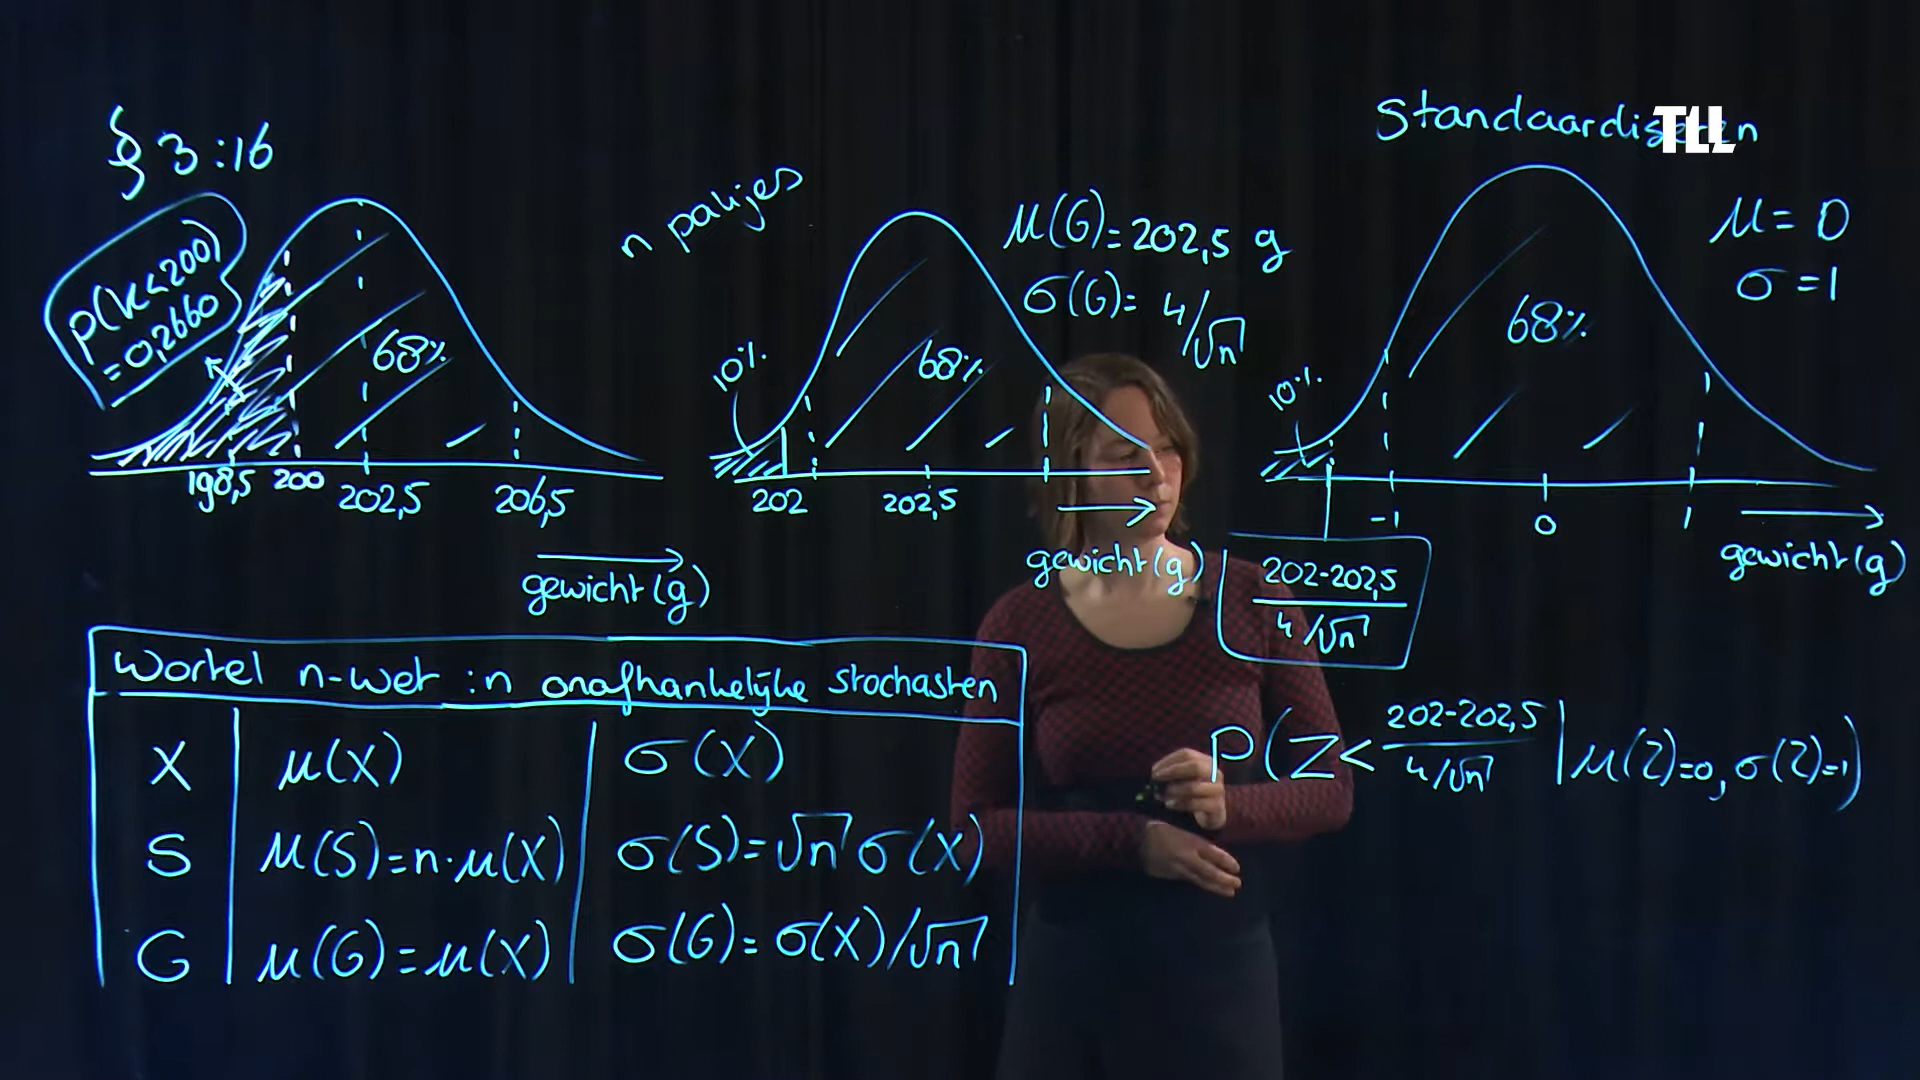 § 3:16
p(k<200)
=0,2660
68%
198,5 200 202,5 206,5
gewicht(g)
n pakjes
μ(G)=202,5 g
σ(G)= 4/√n
10%
68%
202 202,5
gewicht(g)
Standaardiseren
TLL
μ=0
σ=1
68%
10%
-1 0 1
gewicht(g)
202-202,5
4/√n
P(Z< 202-202,5 / 4/√n | μ(Z)=0, σ(Z)=1)
Wortel n-wet :n onafhankelijke stochasten
X μ(X) σ(X)
S μ(S)=n·μ(X) σ(S)=√n σ(X)
G μ(G)=μ(X) σ(G)=σ(X)/√n